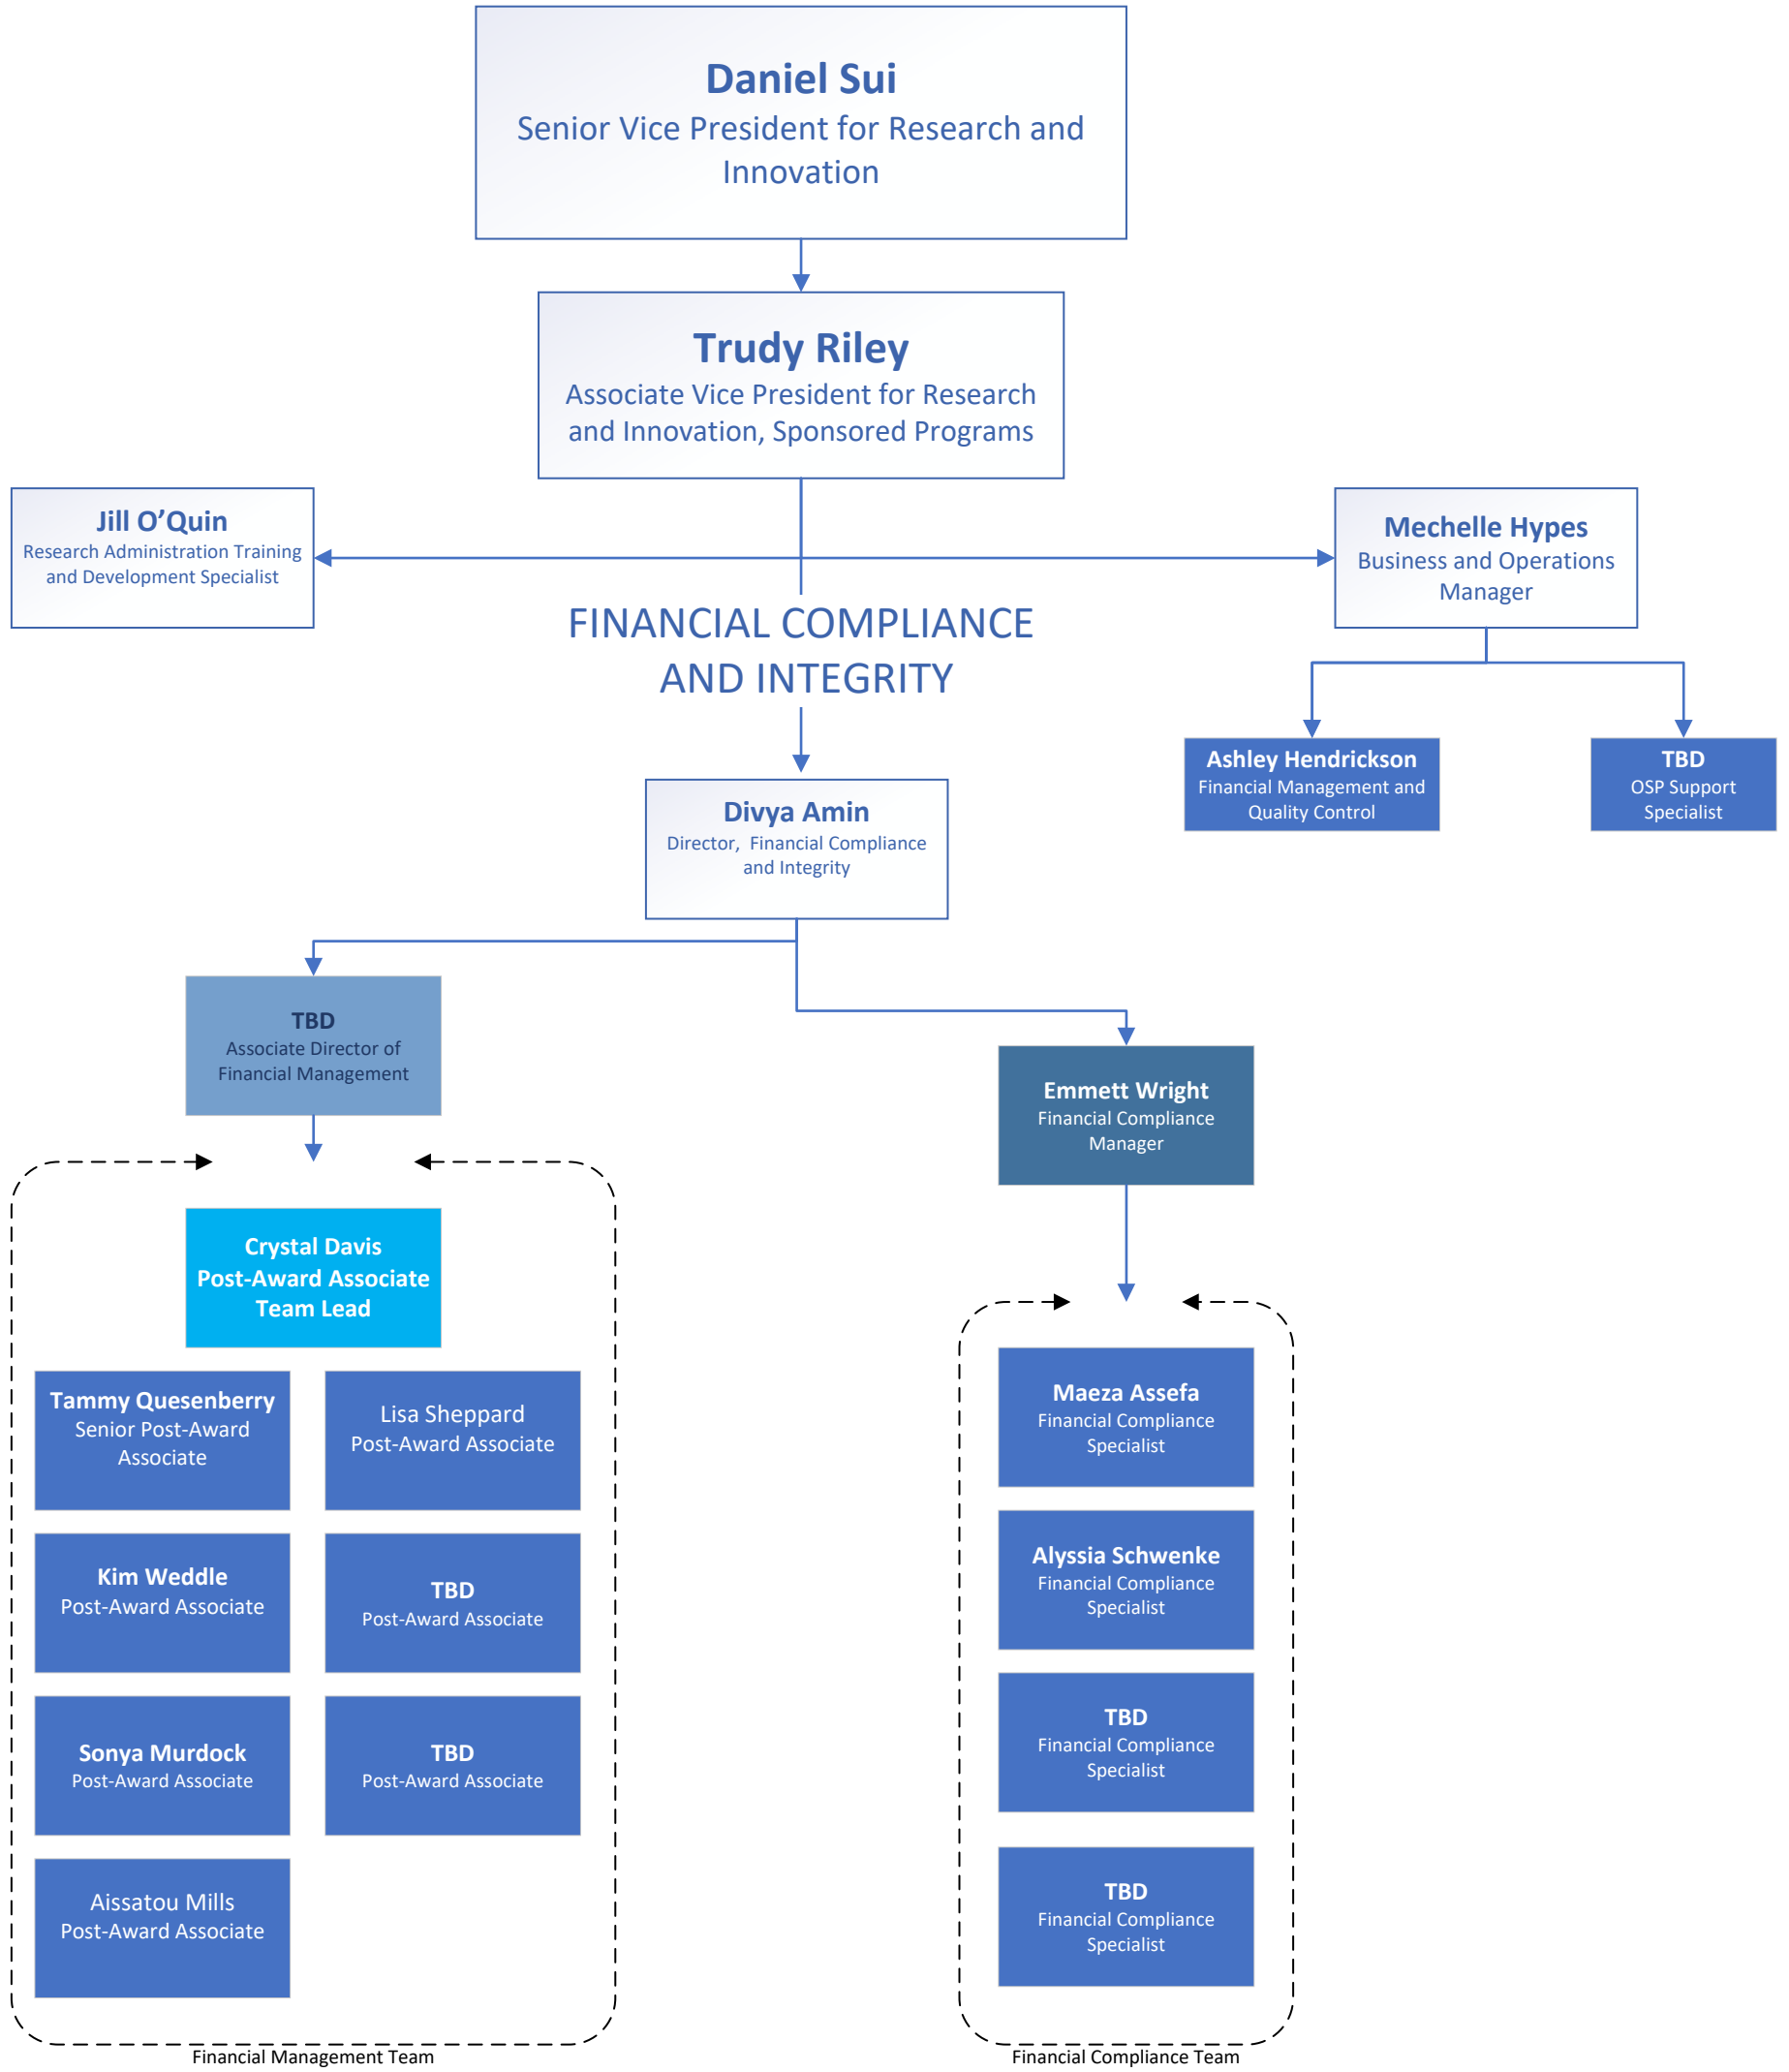 Daniel Sui
Senior Vice President for Research and
Innovation
Trudy Riley
Associate Vice President for Research
and Innovation, Sponsored Programs
Jill O’Quin
Research Administration Training
and Development Specialist
Mechelle Hypes
Business and Operations
Manager
FINANCIAL COMPLIANCE
AND INTEGRITY
Ashley Hendrickson
Financial Management and
Quality Control
TBD
OSP Support
Specialist
Divya Amin
Director, Financial Compliance
and Integrity
TBD
Associate Director of
Financial Management
Emmett Wright
Financial Compliance
Manager
Crystal Davis
Post-Award Associate
Team Lead
Tammy Quesenberry
Senior Post-Award
Associate
Lisa Sheppard
Post-Award Associate
Kim Weddle
Post-Award Associate
TBD
Post-Award Associate
Sonya Murdock
Post-Award Associate
TBD
Post-Award Associate
Aissatou Mills
Post-Award Associate
Financial Management Team
Maeza Assefa
Financial Compliance
Specialist
Alyssia Schwenke
Financial Compliance
Specialist
TBD
Financial Compliance
Specialist
TBD
Financial Compliance
Specialist
Financial Compliance Team